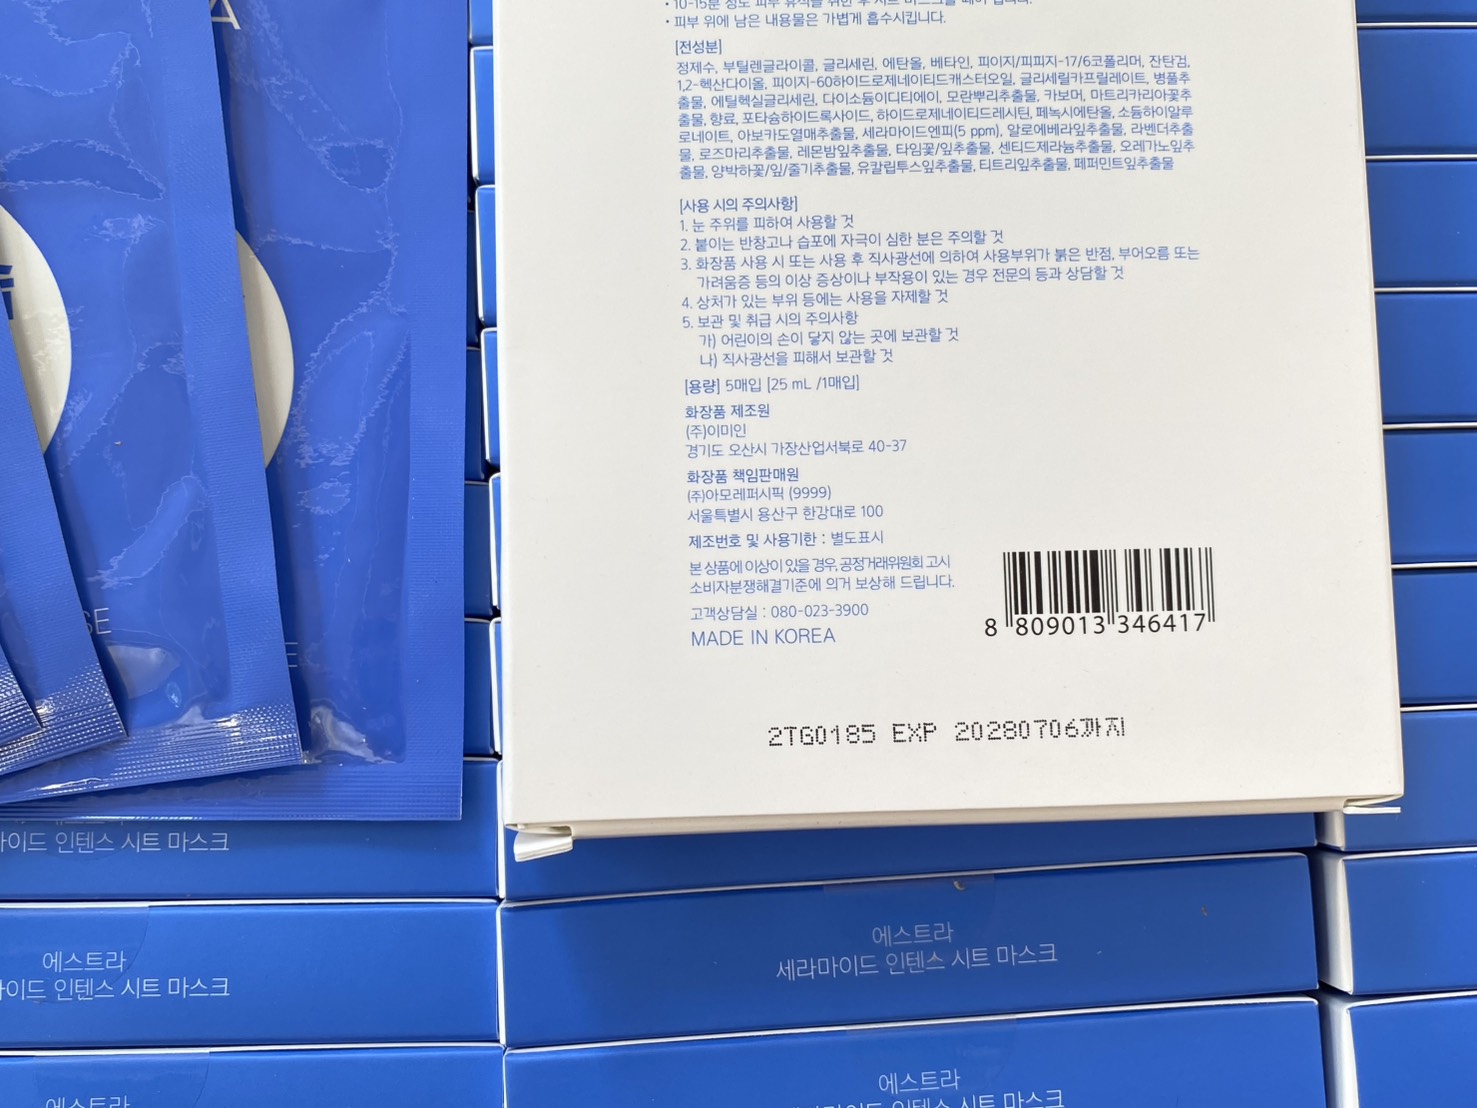 A
• 10-15분 정도 피부 휴식을 취한 후 시트 마스크를 떼어 냅니다.
• 피부 위에 남은 내용물은 가볍게 흡수시킵니다.
[전성분]
정제수, 부틸렌글라이콜, 글리세린, 에탄올, 베타인, 피이지/피피지-17/6코폴리머, 잔탄검,
1,2-헥산다이올, 피이지-60하이드로제네이티드캐스터오일, 글리세릴카프릴레이트, 병풀추
출물, 에틸헥실글리세린, 다이소듐이디티에이, 모란뿌리추출물, 카보머, 마트리카리아꽃추
출물, 향료, 포타슘하이드록사이드, 하이드로제네이티드레시틴, 페녹시에탄올, 소듐하이알루
로네이트, 아보카도열매추출물, 세라마이드엔피(5 ppm), 알로에베라잎추출물, 라벤더추출
물, 로즈마리추출물, 레몬밤잎추출물, 타임꽃/잎추출물, 센티드제라늄추출물, 오레가노잎추
출물, 양박하꽃/잎/줄기추출물, 유칼립투스잎추출물, 티트리잎추출물, 페퍼민트잎추출물
[사용 시의 주의사항]
1. 눈 주위를 피하여 사용할 것
2. 붙이는 반창고나 습포에 자극이 심한 분은 주의할 것
3. 화장품 사용 시 또는 사용 후 직사광선에 의하여 사용부위가 붉은 반점, 부어오름 또는
가려움증 등의 이상 증상이나 부작용이 있는 경우 전문의 등과 상담할 것
4. 상처가 있는 부위 등에는 사용을 자제할 것
5. 보관 및 취급 시의 주의사항
가) 어린이의 손이 닿지 않는 곳에 보관할 것
나) 직사광선을 피해서 보관할 것
[용량] 5매입 [25 mL /1매입]
화장품 제조원
(주)이미인
경기도 오산시 가장산업서북로 40-37
화장품 책임판매원
(주)아모레퍼시픽 (9999)
서울특별시 용산구 한강대로 100
제조번호 및 사용기한 : 별도표시
본 상품에 이상이 있을 경우, 공정거래위원회 고시
소비자분쟁해결기준에 의거 보상해 드립니다.
고객상담실 : 080-023-3900
MADE IN KOREA
8 809013 346417
2TG0185 EXP 20280706까지
SE
E
마이드 인텐스 시트 마스크
에스트라
마이드 인텐스 시트 마스크
에스트라
세라마이드 인텐스 시트 마스크
에스트라
에스트라
세라마이드 인텐스 시트 마스크